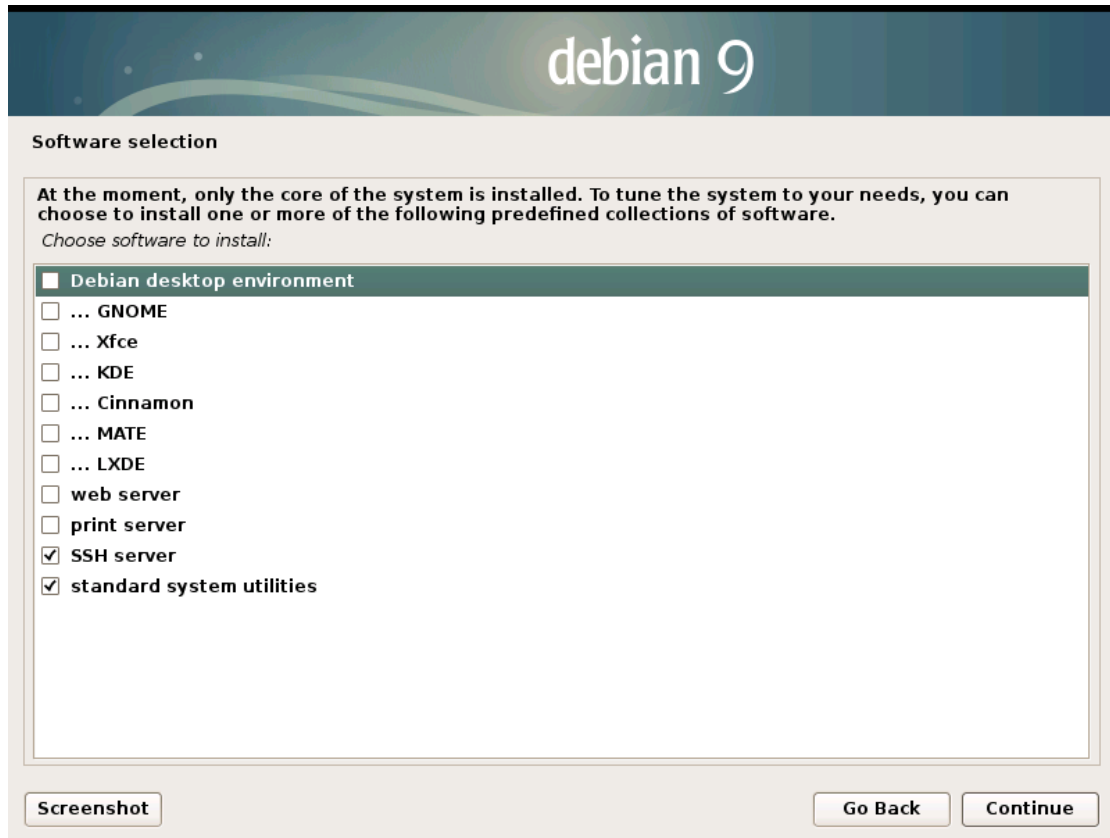 debian 9
Software selection
At the moment, only the core of the system is installed. To tune the system to your needs, you can
choose to install one or more of the following predefined collections of software.
Choose software to install:
Debian desktop environment
... GNOME
... Xfce
... KDE
... Cinnamon
... MATE
... LXDE
web server
print server
SSH server
standard system utilities
Screenshot
Go Back
Continue